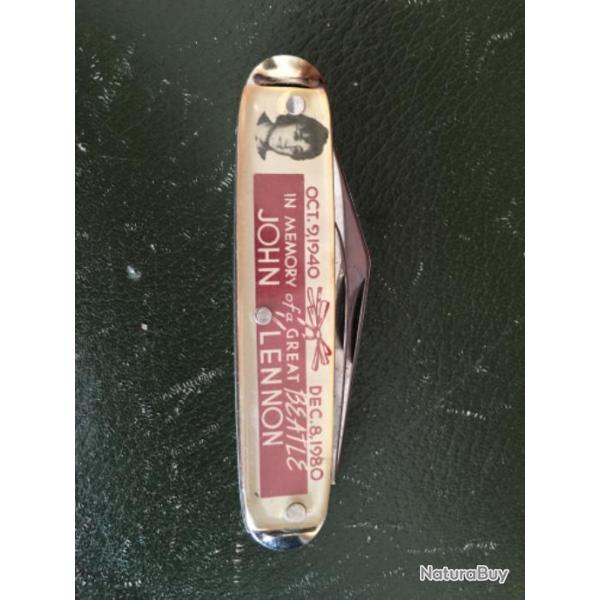 OCT. 9, 1940 DEC. 8, 1980
IN MEMORY of a GREAT BEATLE
JOHN LENNON
NaturaBuy